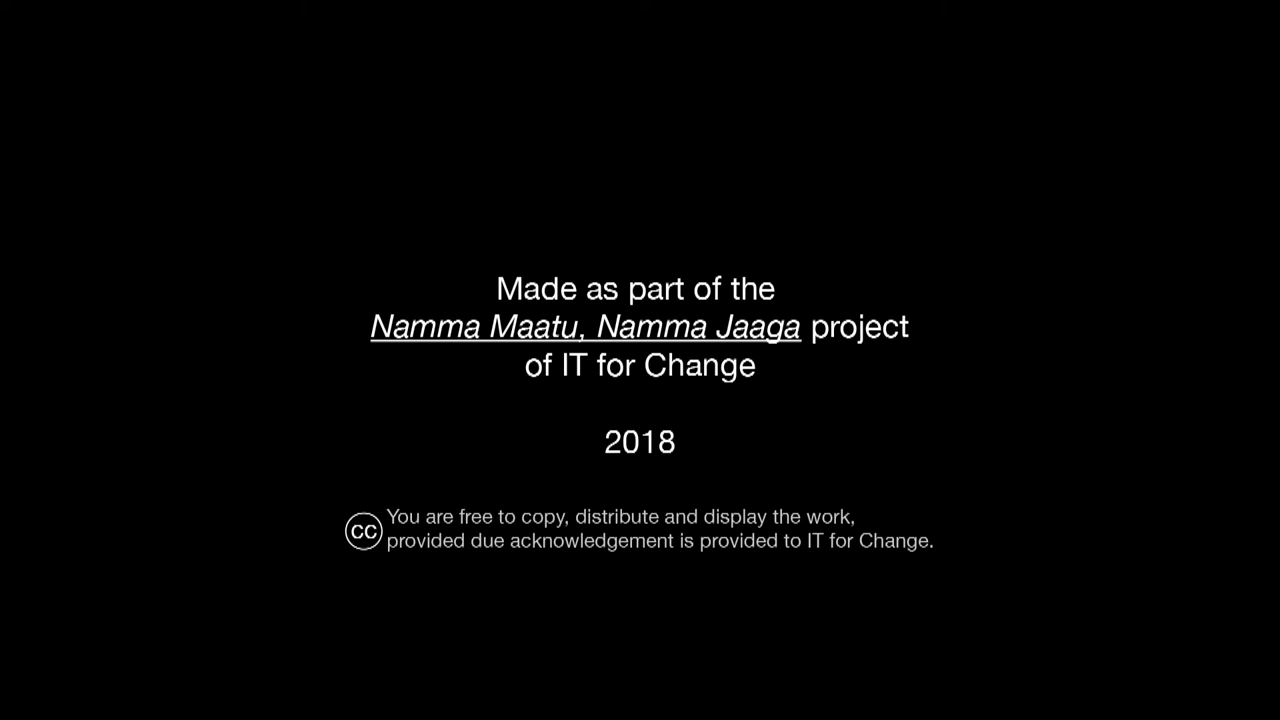 Made as part of the
Namma Maatu, Namma Jaaga project
of IT for Change
2018
cc You are free to copy, distribute and display the work,
provided due acknowledgement is provided to IT for Change.